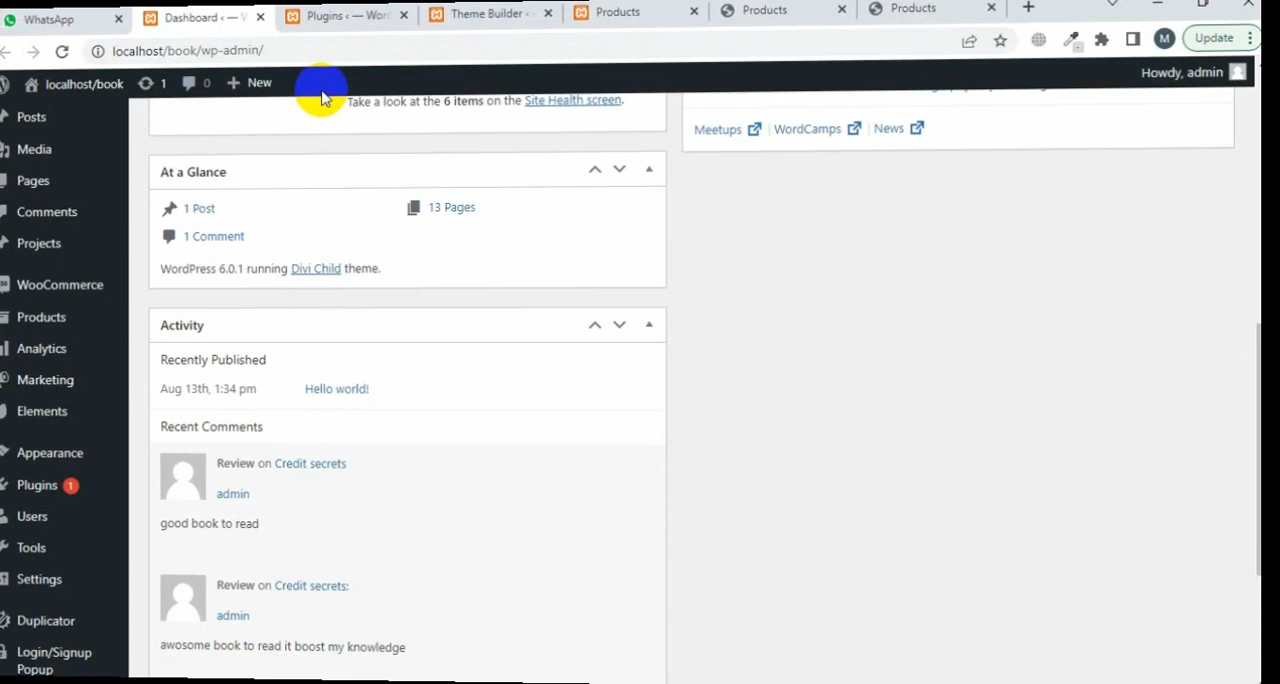 WhatsApp
Dashboard ‹ — W
Plugins ‹ — Wor
Theme Builder ‹
Products
Products
Products
localhost/book/wp-admin/
M
Update
localhost/book
1
0
New
Howdy, admin
Take a look at the 6 items on the Site Health screen.
Meetups | WordCamps | News
Posts
Media
Pages
Comments
Projects
WooCommerce
Products
Analytics
Marketing
Elements
Appearance
Plugins 1
Users
Tools
Settings
Duplicator
Login/Signup
Popup
At a Glance
1 Post
13 Pages
1 Comment
WordPress 6.0.1 running Divi Child theme.
Activity
Recently Published
Aug 13th, 1:34 pm
Hello world!
Recent Comments
Review on Credit secrets
admin
good book to read
Review on Credit secrets:
admin
awosome book to read it boost my knowledge